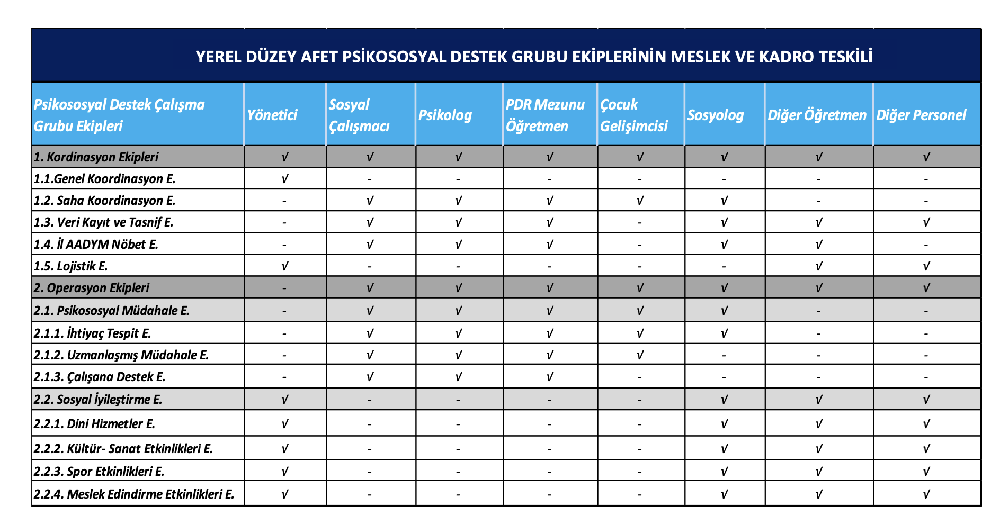 YEREL DÜZEY AFET PSİKOSOSYAL DESTEK GRUBU EKİPLERİNİN MESLEK VE KADRO TESKİLİ
Psikososyal Destek Çalışma Grubu Ekipleri Yönetici Sosyal Çalışmacı Psikolog PDR Mezunu Öğretmen Çocuk Gelişimcisi Sosyolog Diğer Öğretmen Diğer Personel
1. Kordinasyon Ekipleri √ √ √ √ √ √ √ √
1.1.Genel Koordinasyon E. √ - - - - - - -
1.2. Saha Koordinasyon E. - √ √ √ √ √ - -
1.3. Veri Kayıt ve Tasnif E. - √ √ √ - √ √ √
1.4. İl AADYM Nöbet E. - √ √ √ - √ √ -
1.5. Lojistik E. √ - - - - - √ √
2. Operasyon Ekipleri - √ √ √ √ √ √ √
2.1. Psikososyal Müdahale E. - √ √ √ √ √ - -
2.1.1. İhtiyaç Tespit E. - √ √ √ √ √ - -
2.1.2. Uzmanlaşmış Müdahale E. - √ √ √ √ - - -
2.1.3. Çalışana Destek E. - √ √ √ - - - -
2.2. Sosyal İyileştirme E. √ - - - - √ √ √
2.2.1. Dini Hizmetler E. √ - - - - √ √ √
2.2.2. Kültür- Sanat Etkinlikleri E. √ - - - - √ √ √
2.2.3. Spor Etkinlikleri E. √ - - - - √ √ √
2.2.4. Meslek Edindirme Etkinlikleri E. √ - - - - √ √ √